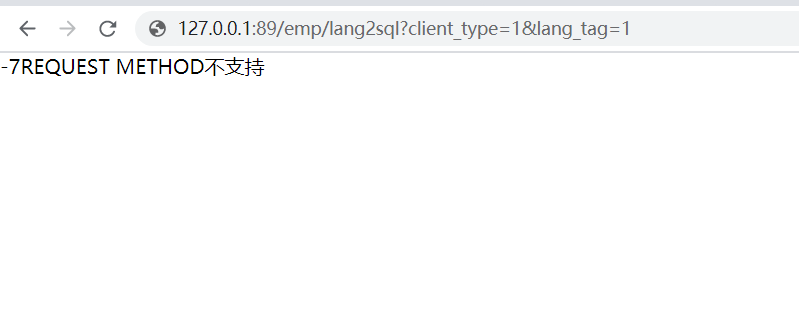 127.0.0.1:89/emp/lang2sql?client_type=1&lang_tag=1
-7REQUEST METHOD不支持